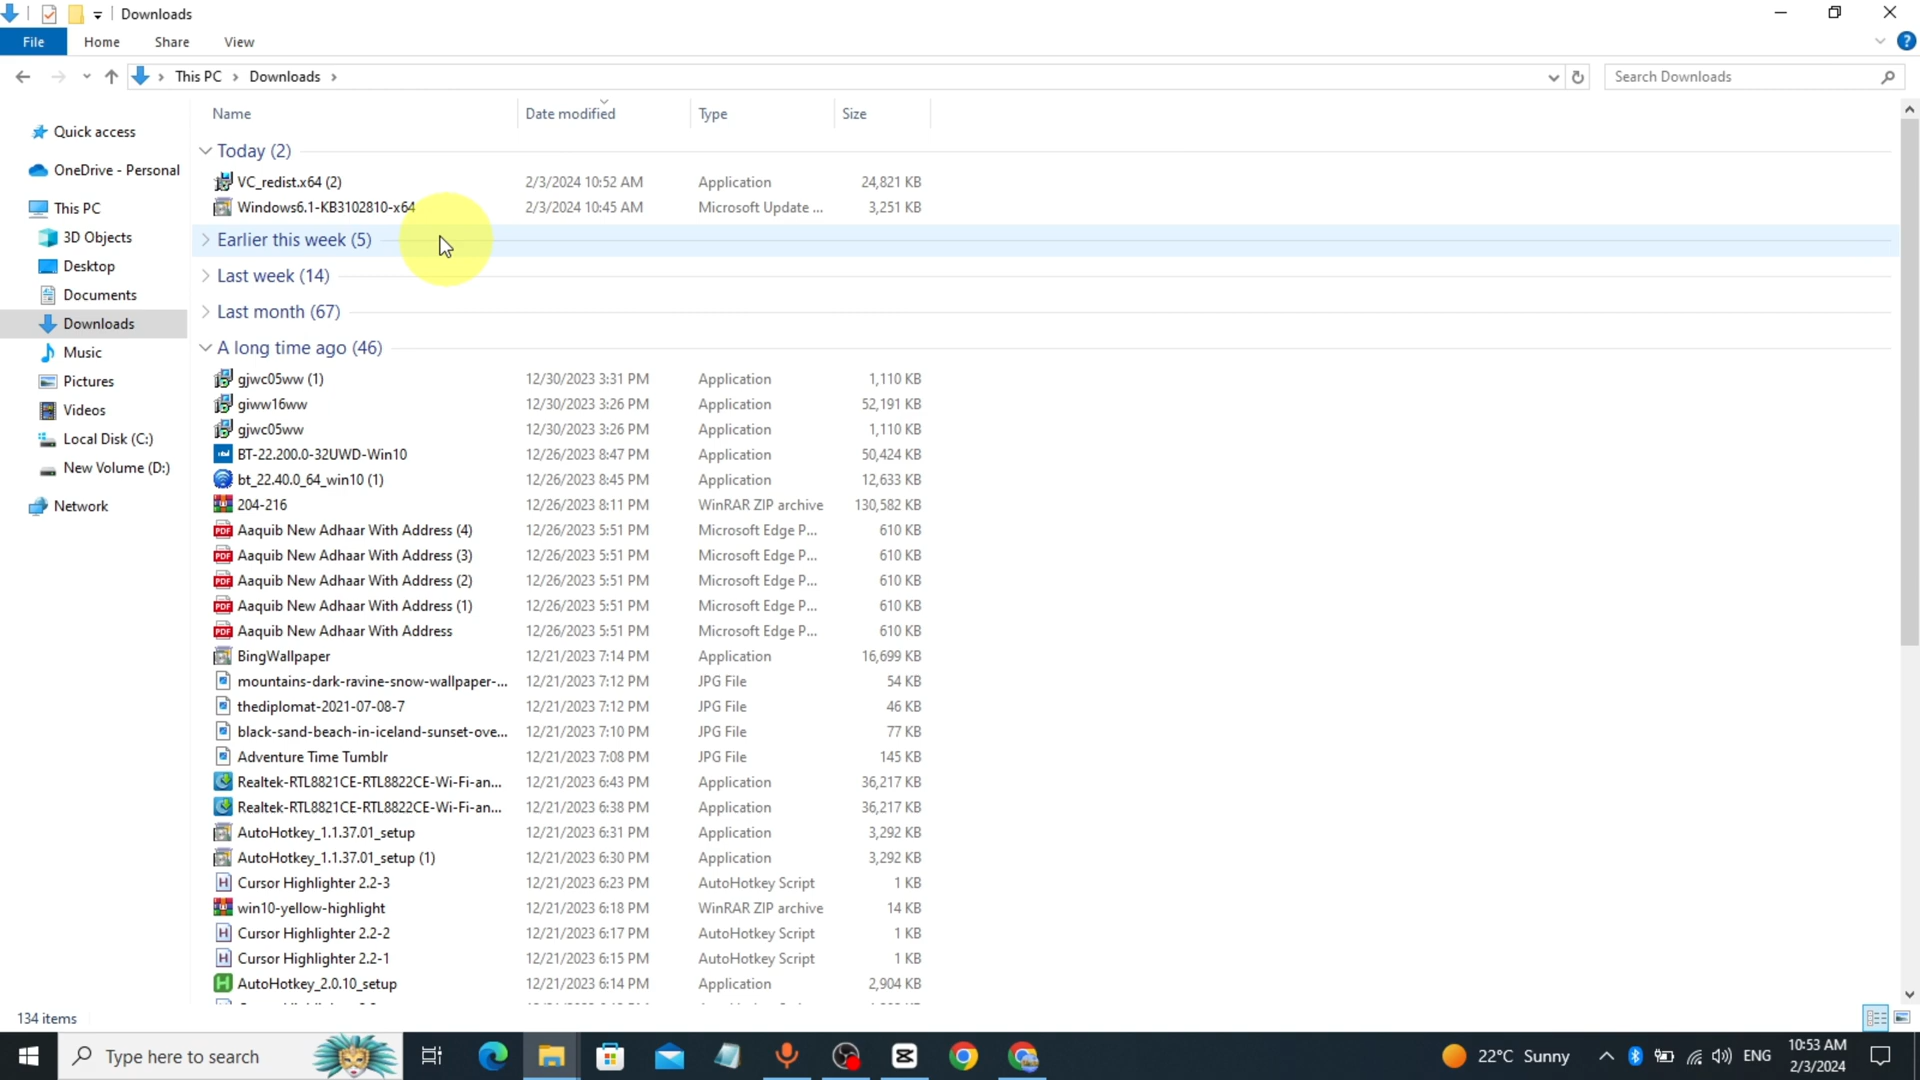 Downloads
File Home Share View
This PC Downloads
Search Downloads
Name Date modified Type Size
Quick access
OneDrive - Personal
This PC
3D Objects
Desktop
Documents
Downloads
Music
Pictures
Videos
Local Disk (C:)
New Volume (D:)
Network
Today (2)
VC_redist.x64 (2) 2/3/2024 10:52 AM Application 24,821 KB
Windows6.1-KB3102810-x64 2/3/2024 10:45 AM Microsoft Update ... 3,251 KB
Earlier this week (5)
Last week (14)
Last month (67)
A long time ago (46)
gjwc05ww (1) 12/30/2023 3:31 PM Application 1,110 KB
giww16ww 12/30/2023 3:26 PM Application 52,191 KB
gjwc05ww 12/30/2023 3:26 PM Application 1,110 KB
BT-22.200.0-32UWD-Win10 12/26/2023 8:47 PM Application 50,424 KB
bt_22.40.0_64_win10 (1) 12/26/2023 8:45 PM Application 12,633 KB
204-216 12/26/2023 8:11 PM WinRAR ZIP archive 130,582 KB
Aaquib New Adhaar With Address (4) 12/26/2023 5:51 PM Microsoft Edge P... 610 KB
Aaquib New Adhaar With Address (3) 12/26/2023 5:51 PM Microsoft Edge P... 610 KB
Aaquib New Adhaar With Address (2) 12/26/2023 5:51 PM Microsoft Edge P... 610 KB
Aaquib New Adhaar With Address (1) 12/26/2023 5:51 PM Microsoft Edge P... 610 KB
Aaquib New Adhaar With Address 12/26/2023 5:51 PM Microsoft Edge P... 610 KB
BingWallpaper 12/21/2023 7:14 PM Application 16,699 KB
mountains-dark-ravine-snow-wallpaper-... 12/21/2023 7:12 PM JPG File 54 KB
thediplomat-2021-07-08-7 12/21/2023 7:12 PM JPG File 46 KB
black-sand-beach-in-iceland-sunset-ove... 12/21/2023 7:10 PM JPG File 77 KB
Adventure Time Tumblr 12/21/2023 7:08 PM JPG File 145 KB
Realtek-RTL8821CE-RTL8822CE-Wi-Fi-an... 12/21/2023 6:43 PM Application 36,217 KB
Realtek-RTL8821CE-RTL8822CE-Wi-Fi-an... 12/21/2023 6:38 PM Application 36,217 KB
AutoHotkey_1.1.37.01_setup 12/21/2023 6:31 PM Application 3,292 KB
AutoHotkey_1.1.37.01_setup (1) 12/21/2023 6:30 PM Application 3,292 KB
Cursor Highlighter 2.2-3 12/21/2023 6:23 PM AutoHotkey Script 1 KB
win10-yellow-highlight 12/21/2023 6:18 PM WinRAR ZIP archive 14 KB
Cursor Highlighter 2.2-2 12/21/2023 6:17 PM AutoHotkey Script 1 KB
Cursor Highlighter 2.2-1 12/21/2023 6:15 PM AutoHotkey Script 1 KB
AutoHotkey_2.0.10_setup 12/21/2023 6:14 PM Application 2,904 KB
134 items
Type here to search
22°C Sunny
ENG
10:53 AM
2/3/2024